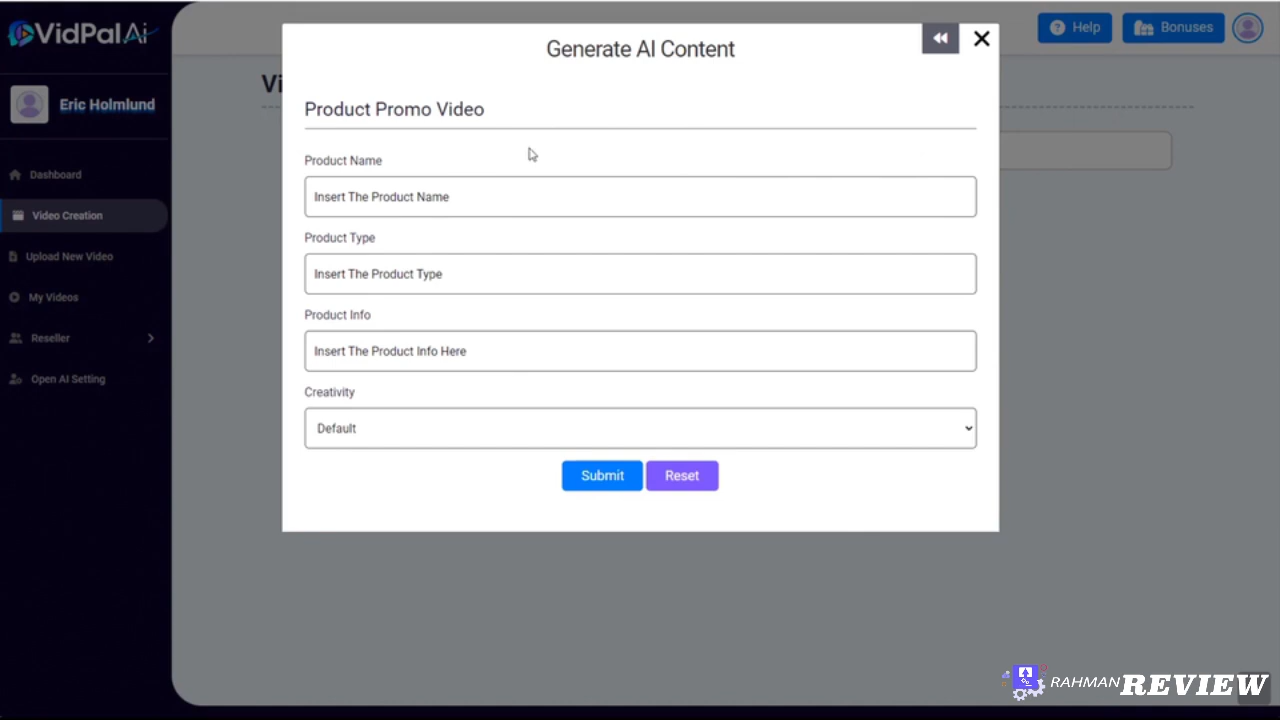 VidPalAi
Help
Bonuses
Generate AI Content
Vi
Eric Holmlund
Product Promo Video
Product Name
Insert The Product Name
Dashboard
Video Creation
Product Type
Insert The Product Type
Upload New Video
My Videos
Product Info
Reseller
Insert The Product Info Here
Open AI Setting
Creativity
Default
Submit
Reset
RAHMAN REVIEW